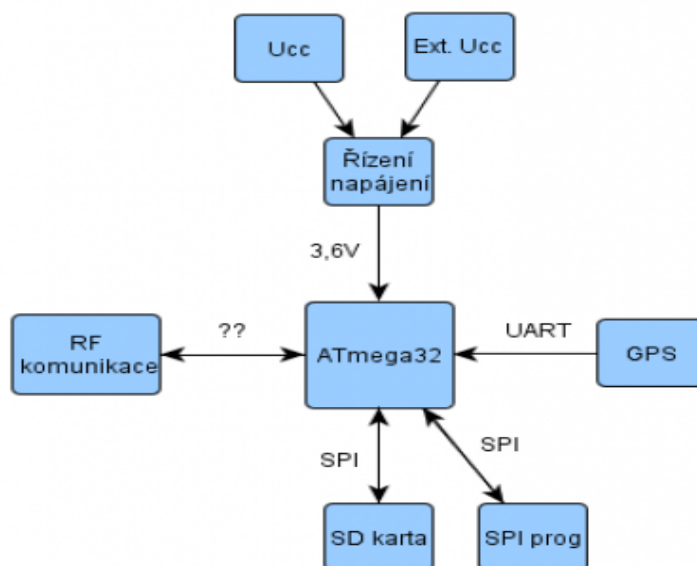 Ucc
Ext. Ucc
Řízení
napájení
3,6V
RF
komunikace
??
ATmega32
UART
GPS
SPI
SPI
SD karta
SPI prog